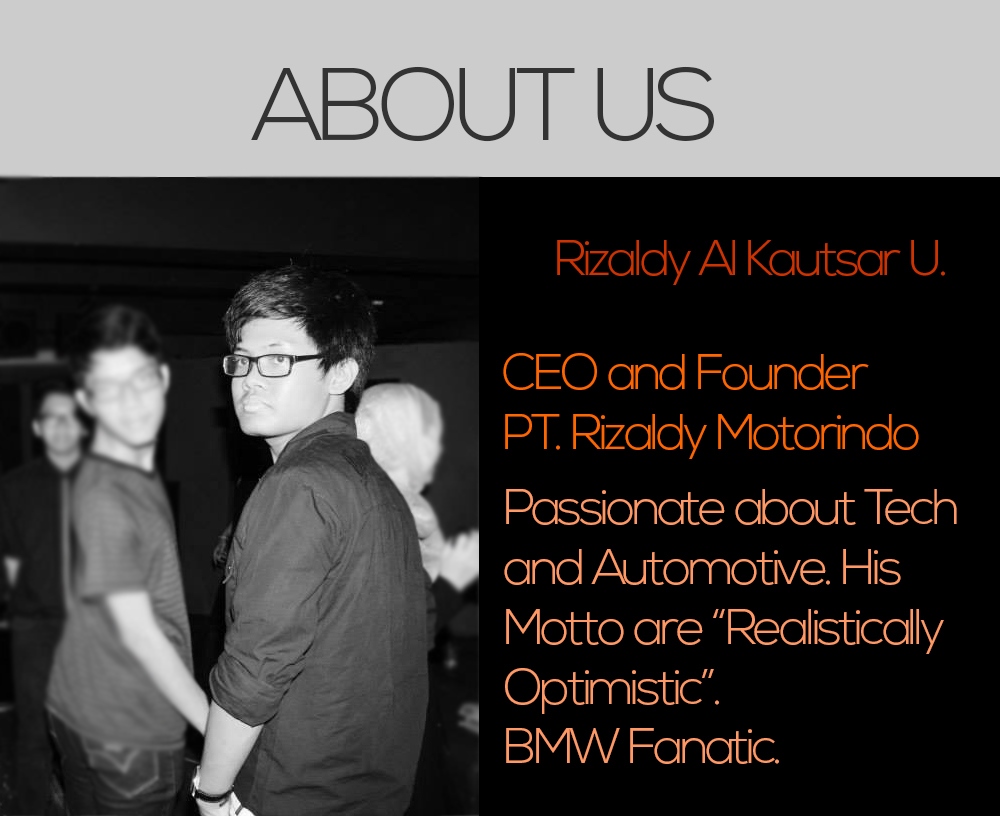 ABOUT US
Rizaldy Al Kautsar U.
CEO and Founder
PT. Rizaldy Motorindo
Passionate about Tech
and Automotive. His
Motto are “Realistically
Optimistic”.
BMW Fanatic.